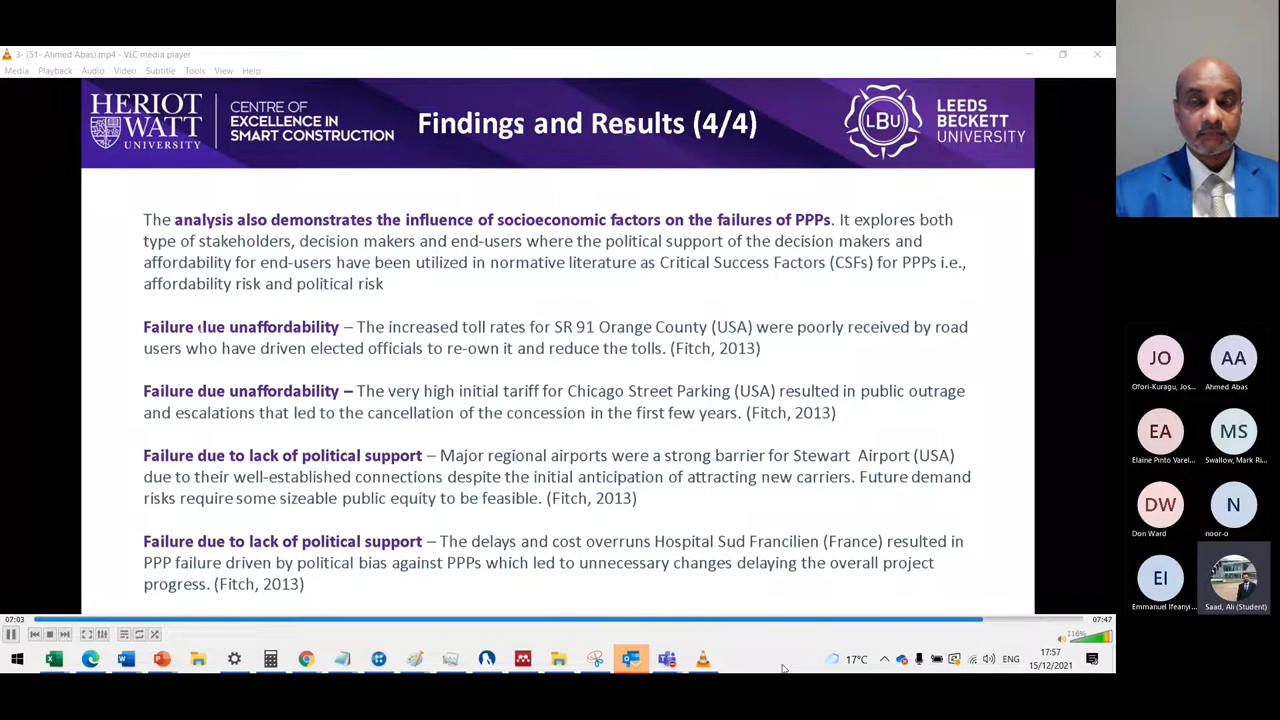 3- (51- Ahmed Abas).mp4 - VLC media player
Media Playback Audio Video Subtitle Tools View Help
HERIOT
WATT
UNIVERSITY
CENTRE OF
EXCELLENCE IN
SMART CONSTRUCTION
Findings and Results (4/4)
LBU
LEEDS
BECKETT
UNIVERSITY
The analysis also demonstrates the influence of socioeconomic factors on the failures of PPPs. It explores both
type of stakeholders, decision makers and end-users where the political support of the decision makers and
affordability for end-users have been utilized in normative literature as Critical Success Factors (CSFs) for PPPs i.e.,
affordability risk and political risk
Failure due unaffordability – The increased toll rates for SR 91 Orange County (USA) were poorly received by road
users who have driven elected officials to re-own it and reduce the tolls. (Fitch, 2013)
Failure due unaffordability – The very high initial tariff for Chicago Street Parking (USA) resulted in public outrage
and escalations that led to the cancellation of the concession in the first few years. (Fitch, 2013)
Failure due to lack of political support – Major regional airports were a strong barrier for Stewart Airport (USA)
due to their well-established connections despite the initial anticipation of attracting new carriers. Future demand
risks require some sizeable public equity to be feasible. (Fitch, 2013)
Failure due to lack of political support – The delays and cost overruns Hospital Sud Francilien (France) resulted in
PPP failure driven by political bias against PPPs which led to unnecessary changes delaying the overall project
progress. (Fitch, 2013)
07:03
07:47
116%
17°C
ENG
17:57
15/12/2021
JO
Ofori-Kuragu, Jos...
AA
Ahmed Abas
EA
Elaine Pinto Varel...
MS
Swallow, Mark Ri...
DW
Don Ward
N
noor-o
EI
Emmanuel Ifeanyi...
Saad, Ali (Student)